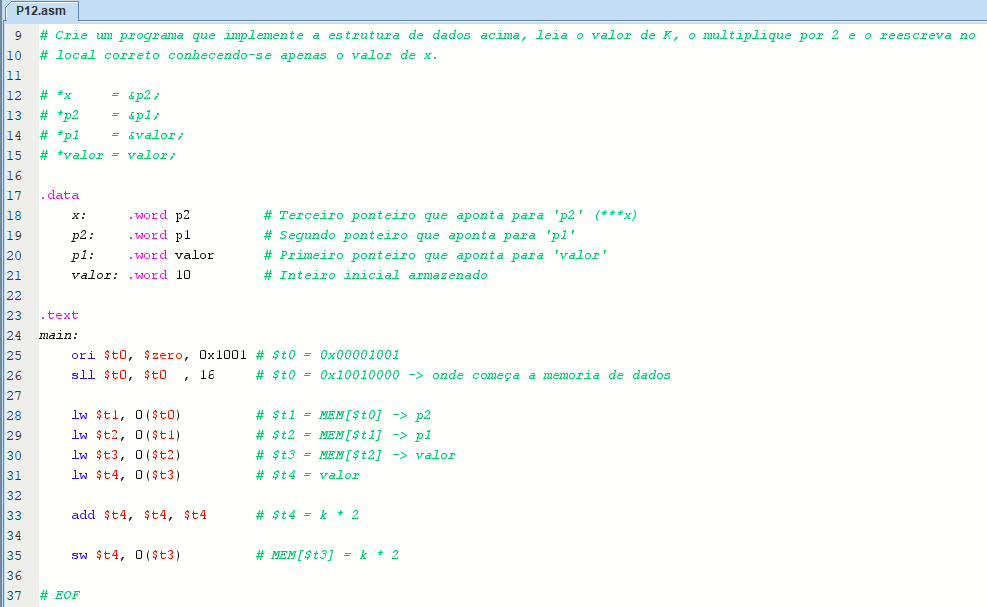 P12.asm
9 # Crie um programa que implemente a estrutura de dados acima, leia o valor de K, o multiplique por 2 e o reescreva no
10 # local correto conhecendo-se apenas o valor de x.
11
12 # *x     = &p2;
13 # *p2    = &p1;
14 # *p1    = &valor;
15 # *valor = valor;
16
17 .data
18     x:     .word p2         # Terceiro ponteiro que aponta para 'p2' (***x)
19     p2:    .word p1         # Segundo ponteiro que aponta para 'p1'
20     p1:    .word valor      # Primeiro ponteiro que aponta para 'valor'
21     valor: .word 10         # Inteiro inicial armazenado
22
23 .text
24 main:
25     ori $t0, $zero, 0x1001 # $t0 = 0x00001001
26     sll $t0, $t0  , 16     # $t0 = 0x10010000 -> onde começa a memoria de dados
27
28     lw $t1, 0($t0)         # $t1 = MEM[$t0] -> p2
29     lw $t2, 0($t1)         # $t2 = MEM[$t1] -> p1
30     lw $t3, 0($t2)         # $t3 = MEM[$t2] -> valor
31     lw $t4, 0($t3)         # $t4 = valor
32
33     add $t4, $t4, $t4      # $t4 = k * 2
34
35     sw $t4, 0($t3)         # MEM[$t3] = k * 2
36
37 # EOF